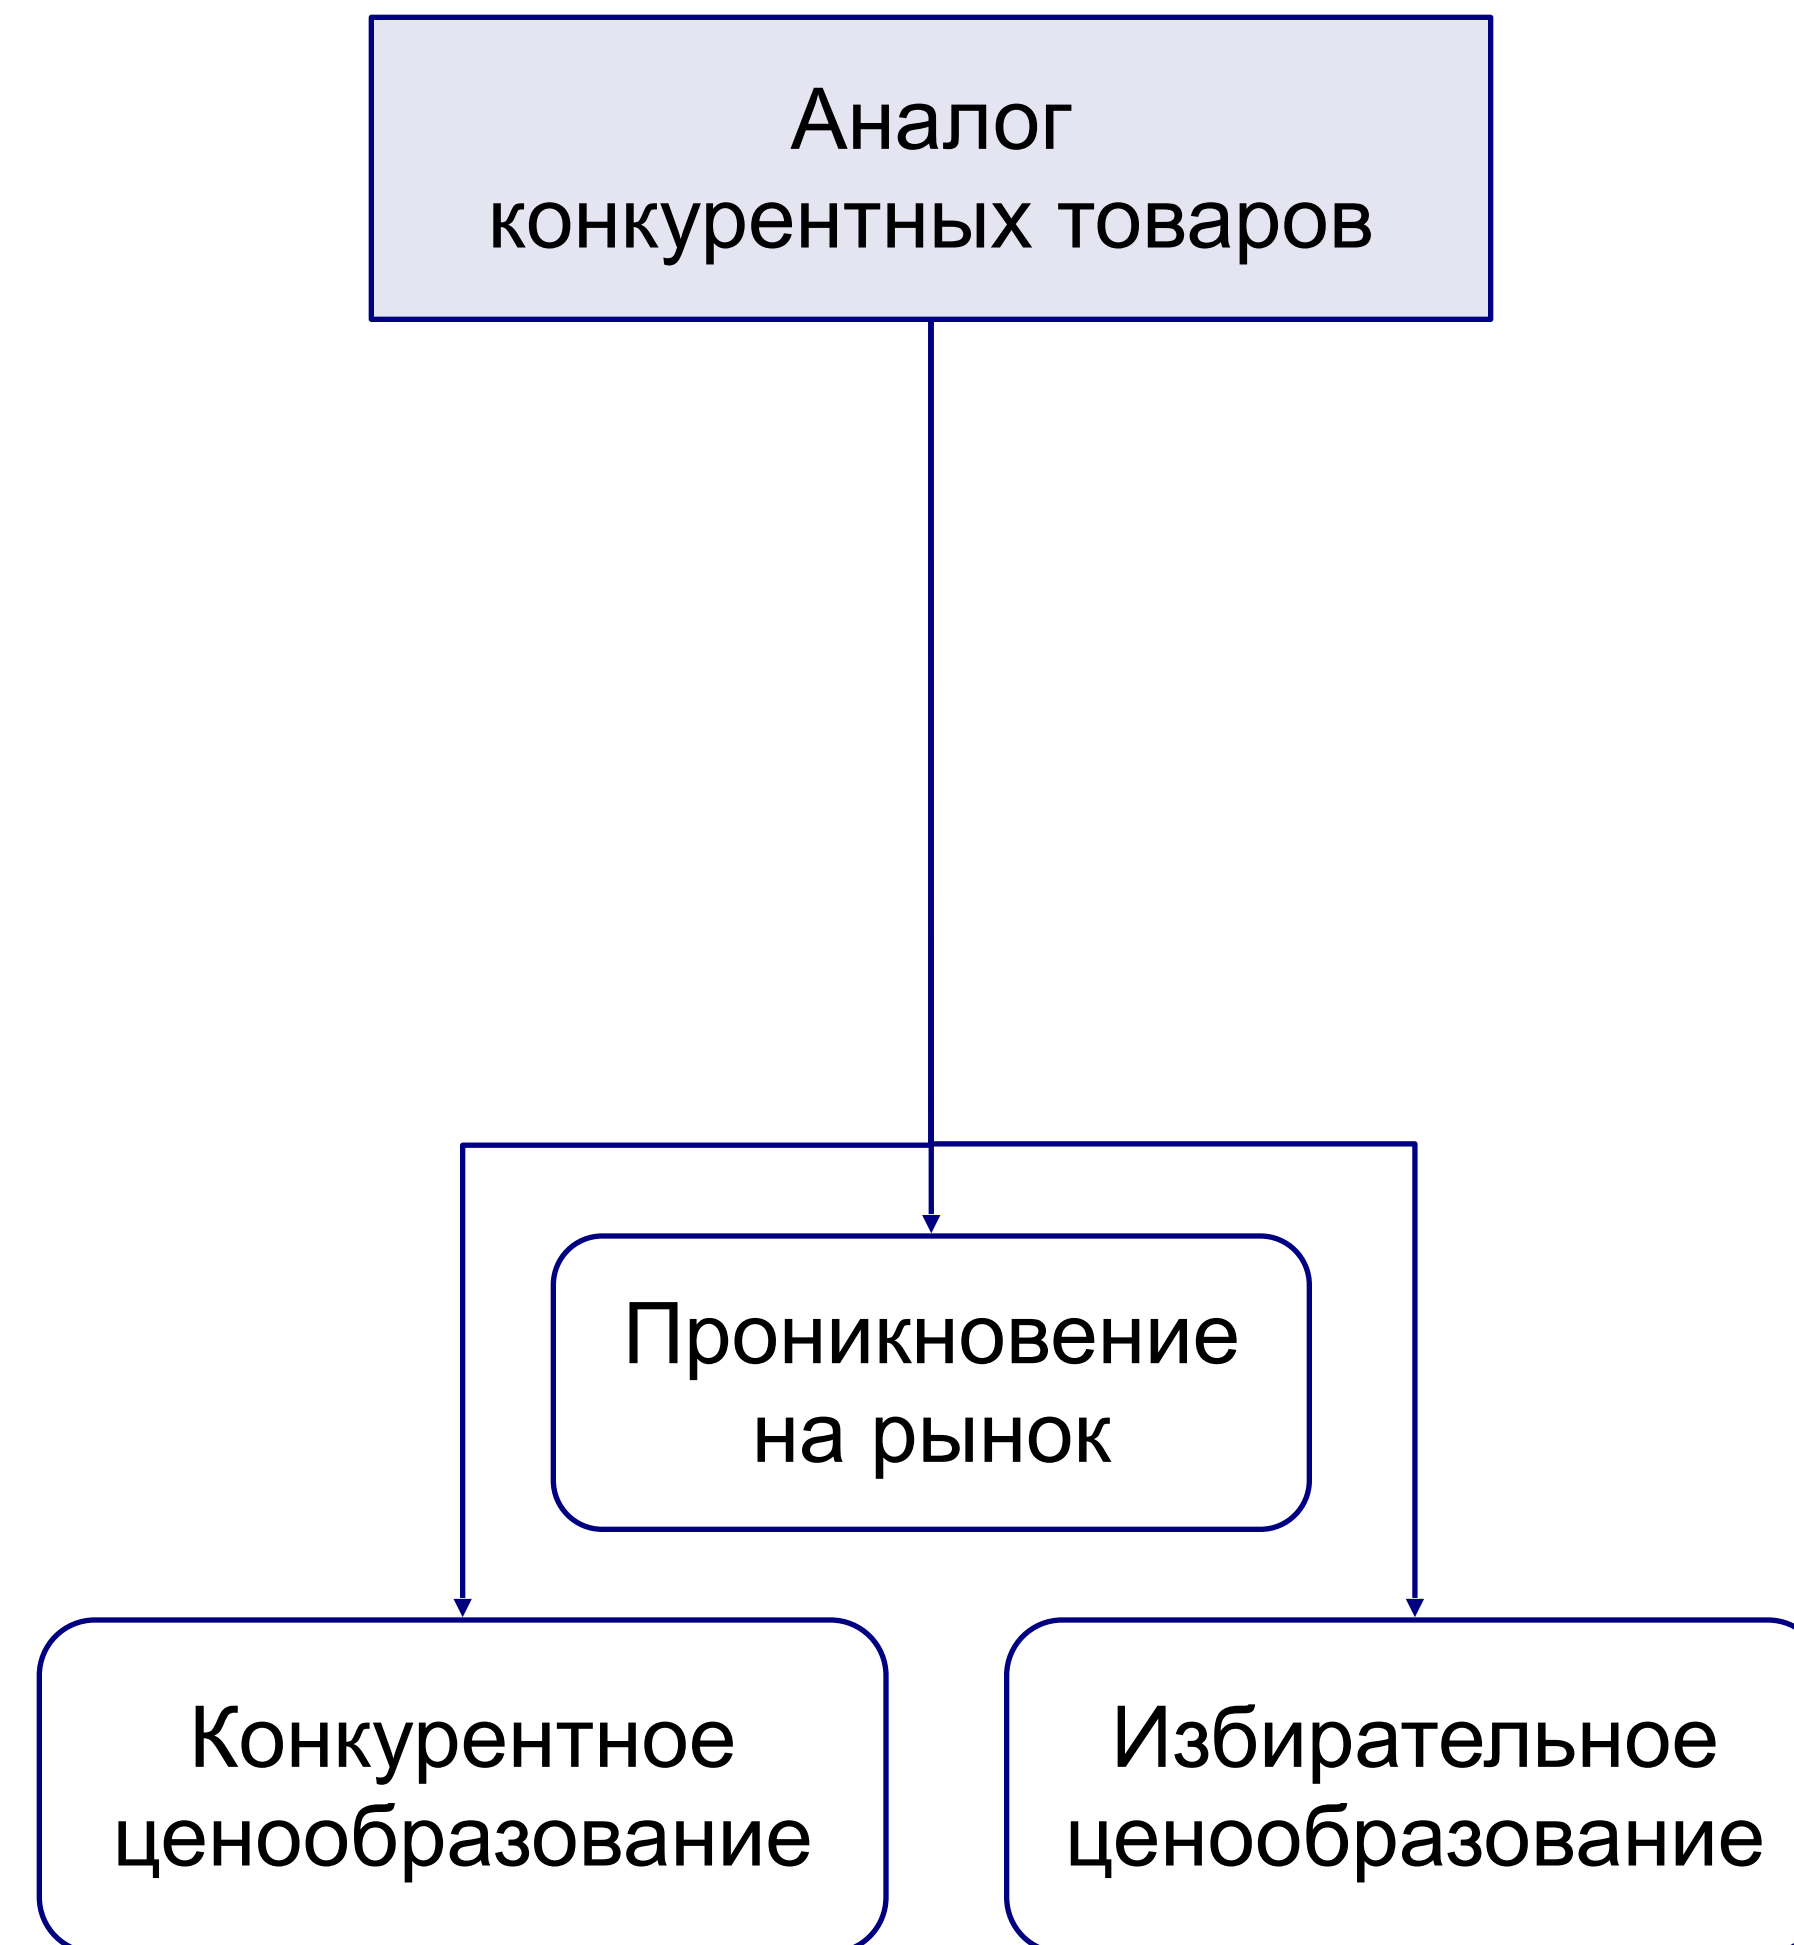 Аналог
конкурентных товаров
Проникновение
на рынок
Конкурентное
ценообразование
Избирательное
ценообразование